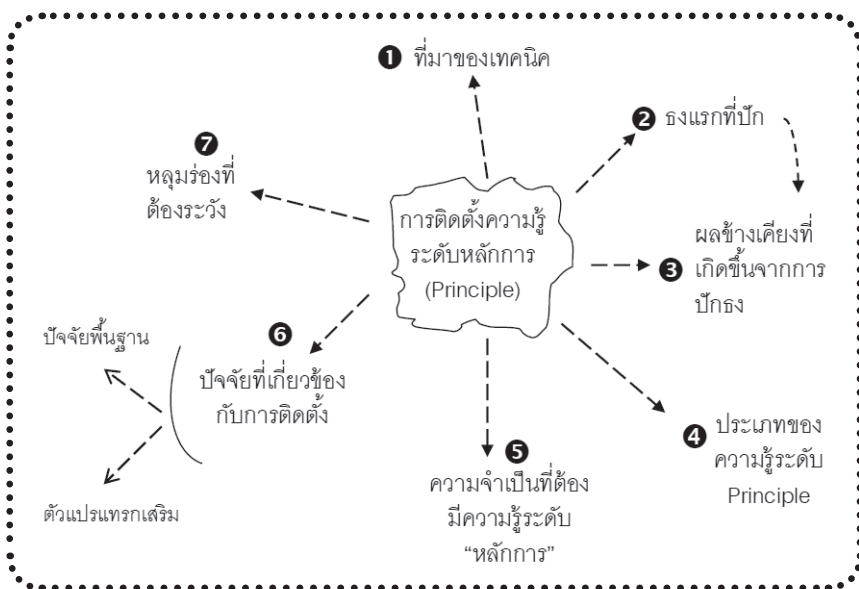 การติดตั้งความรู้
ระดับหลักการ
(Principle)
❶ ที่มาของเทคนิค
❷ ธงแรกที่ปัก
❸ ผลข้างเคียงที่
เกิดขึ้นจากการ
ปักธง
❹ ประเภทของ
ความรู้ระดับ
Principle
❺
ความจำเป็นที่ต้อง
มีความรู้ระดับ
“หลักการ”
❻
ปัจจัยที่เกี่ยวข้อง
กับการติดตั้ง
ปัจจัยพื้นฐาน
ตัวแปรแทรกเสริม
❼
หลุมร่องที่
ต้องระวัง